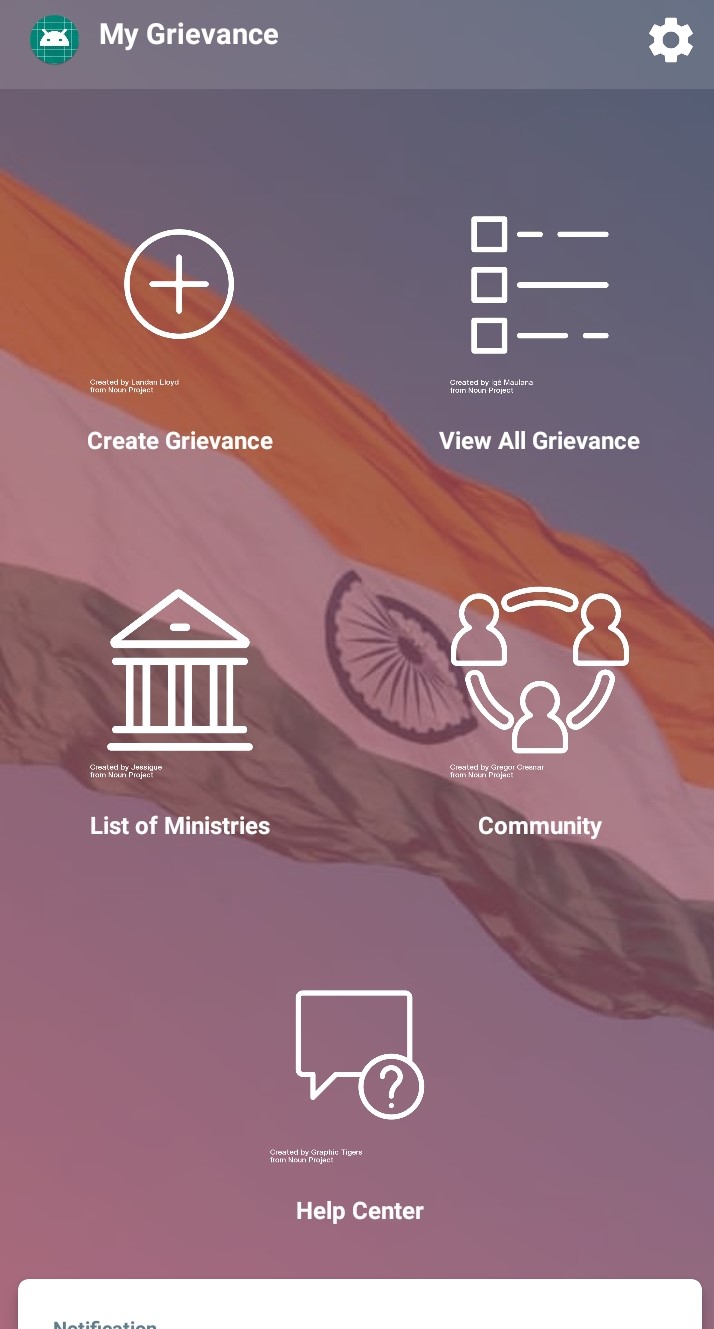 My Grievance
Created by Landan Lloyd
from Noun Project
Create Grievance
Created by Igé Maulana
from Noun Project
View All Grievance
Created by Jessigue
from Noun Project
List of Ministries
Created by Gregor Cresnar
from Noun Project
Community
Created by Graphic Tigers
from Noun Project
Help Center
Notification